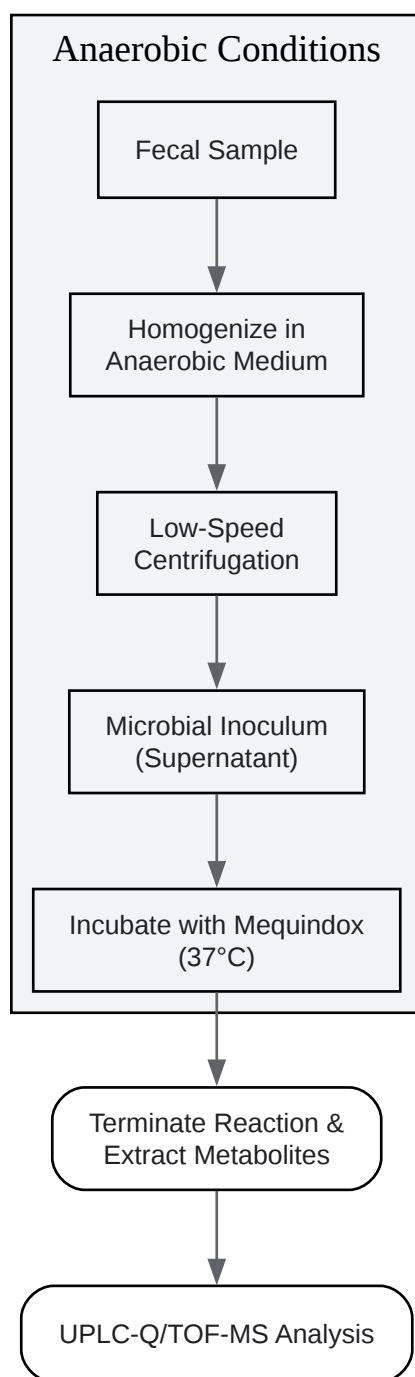 Anaerobic Conditions
Fecal Sample
Homogenize in
Anaerobic Medium
Low-Speed
Centrifugation
Microbial Inoculum
(Supernatant)
Incubate with Mequindox
(37°C)
Terminate Reaction &
Extract Metabolites
UPLC-Q/TOF-MS Analysis